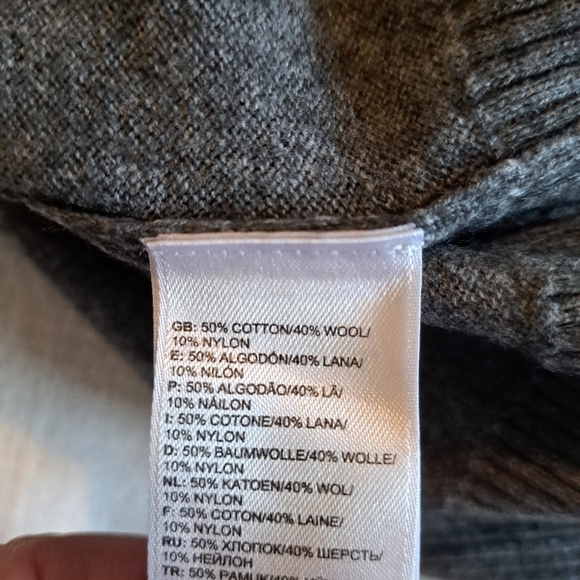 GB: 50% COTTON/40% WOOL/
10% NYLON
E: 50% ALGODÓN/40% LANA/
10% NILÓN
P: 50% ALGODÃO/40% LÃ/
10% NÁILON
I: 50% COTONE/40% LANA/
10% NYLON
D: 50% BAUMWOLLE/40% WOLLE/
10% NYLON
NL: 50% KATOEN/40% WOL/
10% NYLON
F: 50% COTON/40% LAINE/
10% NYLON
RU: 50% ХЛОПОК/40% ШЕРСТЬ/
10% НЕЙЛОН
TR: 50% PAMUK/40%